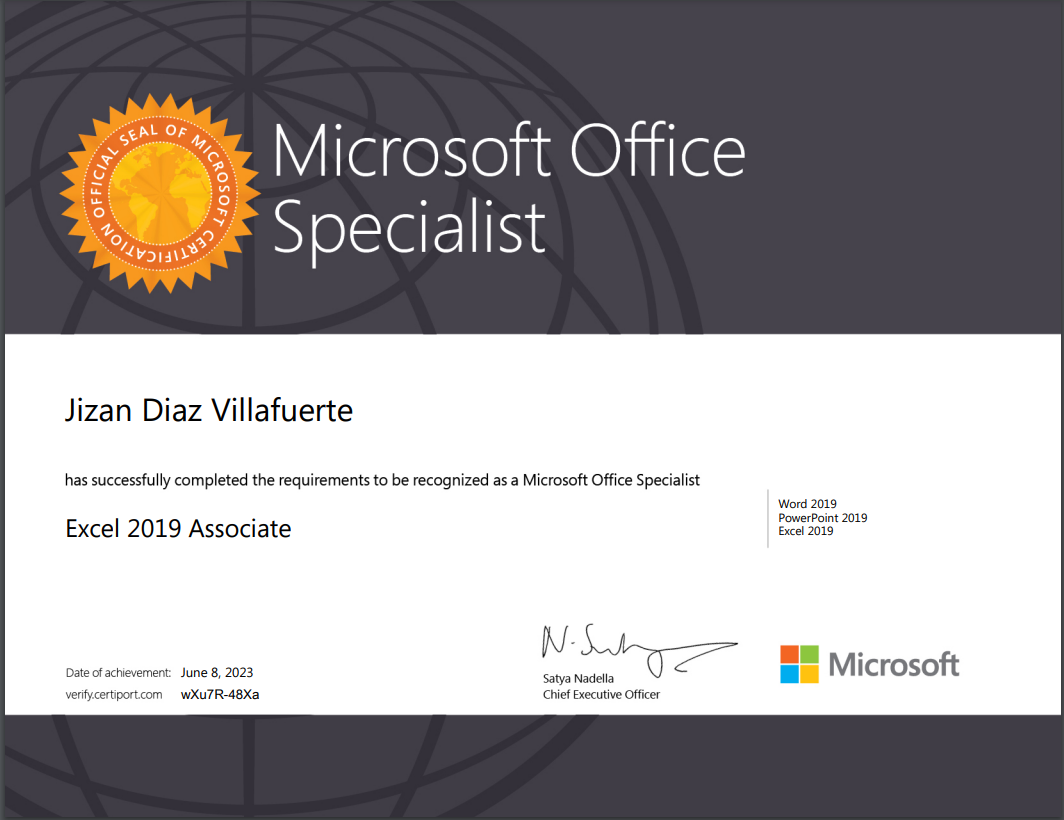 OFFICIAL SEAL OF MICROSOFT CERTIFICATION
Microsoft Office
Specialist
Jizan Diaz Villafuerte
has successfully completed the requirements to be recognized as a Microsoft Office Specialist
Excel 2019 Associate
Word 2019
PowerPoint 2019
Excel 2019
Date of achievement: June 8, 2023
verify.certiport.com wXu7R-48Xa
Satya Nadella
Chief Executive Officer
Microsoft